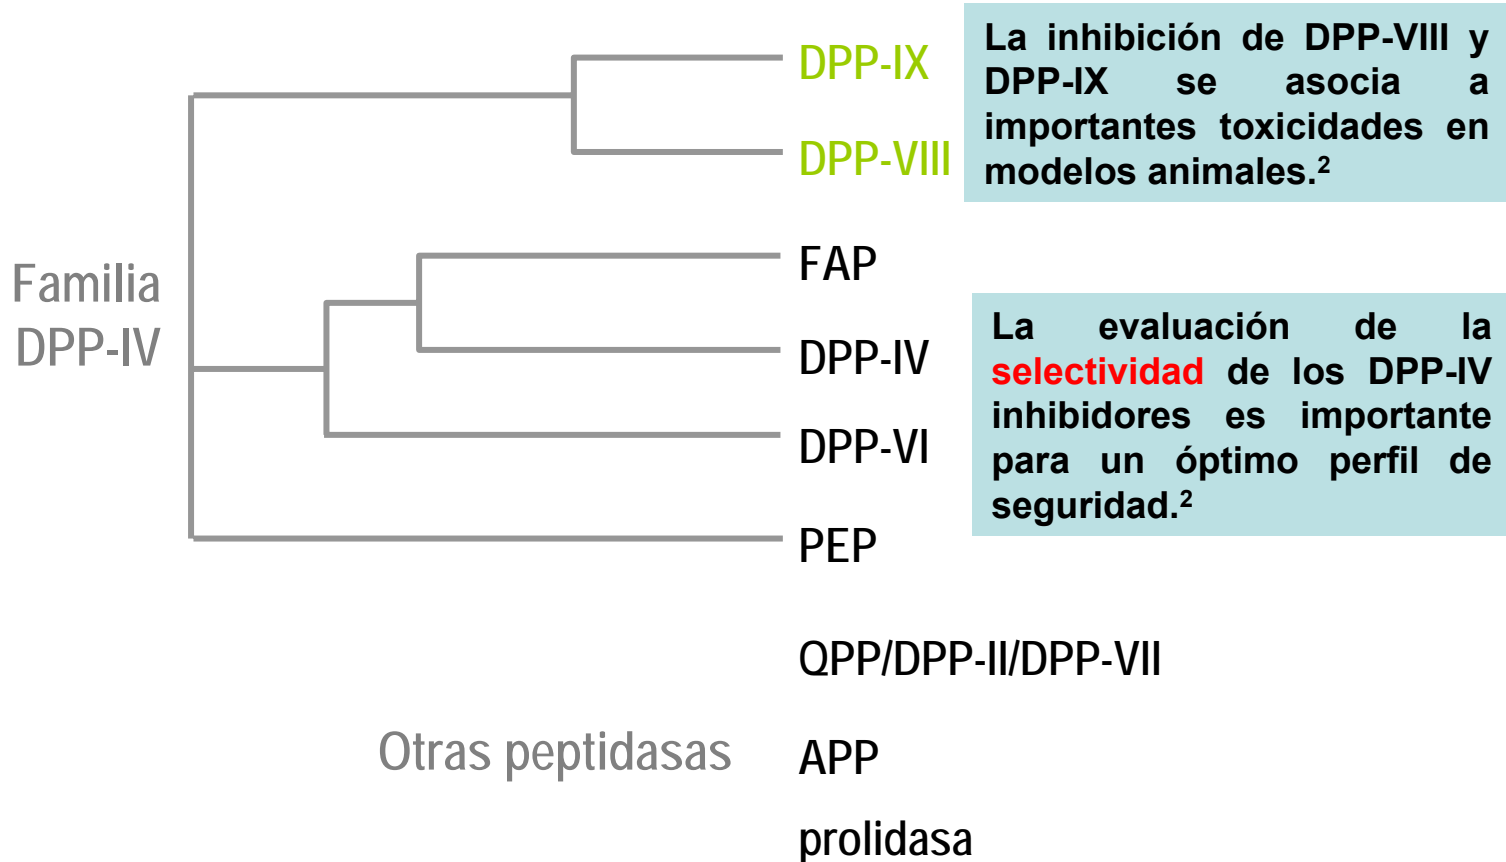 DPP-IX
DPP-VIII
La inhibición de DPP-VIII y
DPP-IX se asocia a
importantes toxicidades en
modelos animales.²
Familia
DPP-IV
FAP
DPP-IV
DPP-VI
PEP
La evaluación de la
selectividad de los DPP-IV
inhibidores es importante
para un óptimo perfil de
seguridad.²
QPP/DPP-II/DPP-VII
Otras peptidasas
APP
prolidasa